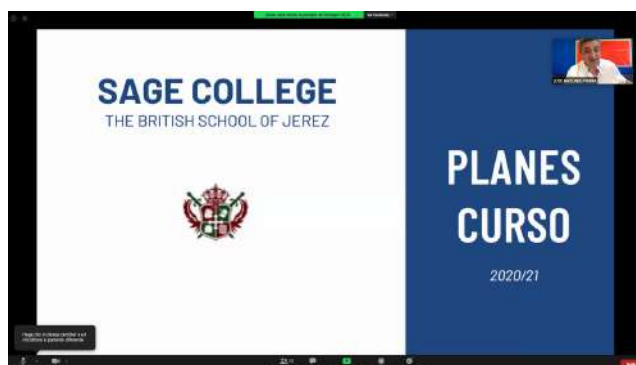 SAGE COLLEGE
THE BRITISH SCHOOL OF JEREZ
PLANES
CURSO
2020/21